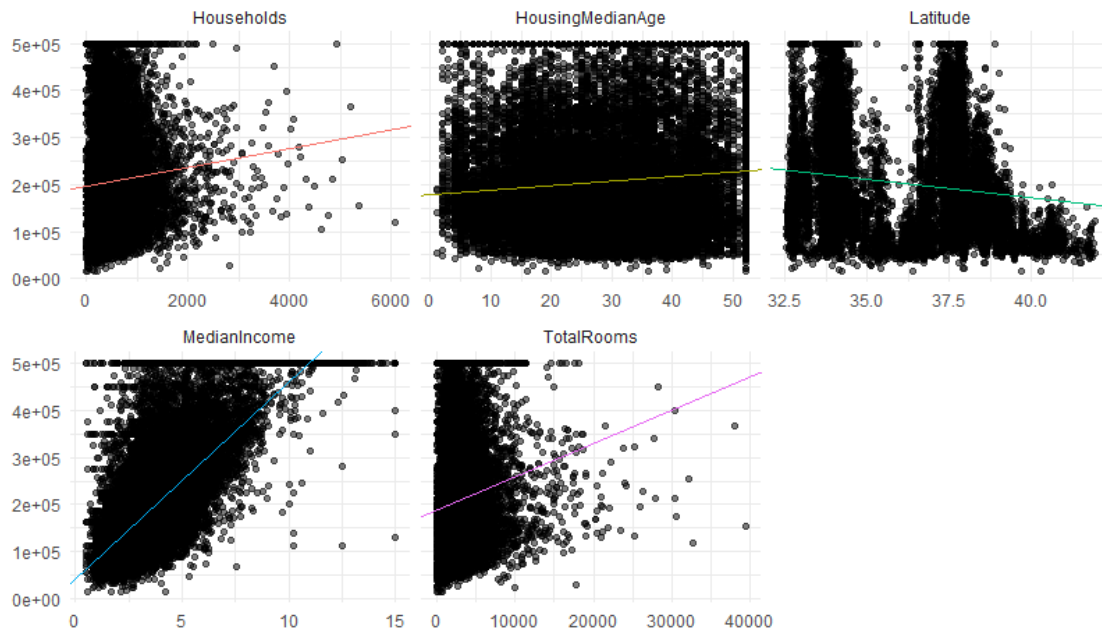 Households HousingMedianAge Latitude
5e+05
4e+05
3e+05
2e+05
1e+05
0e+00
0 2000 4000 6000 0 10 20 30 40 50 32.5 35.0 37.5 40.0
MedianIncome TotalRooms
5e+05
4e+05
3e+05
2e+05
1e+05
0e+00
0 5 10 15 0 10000 20000 30000 40000